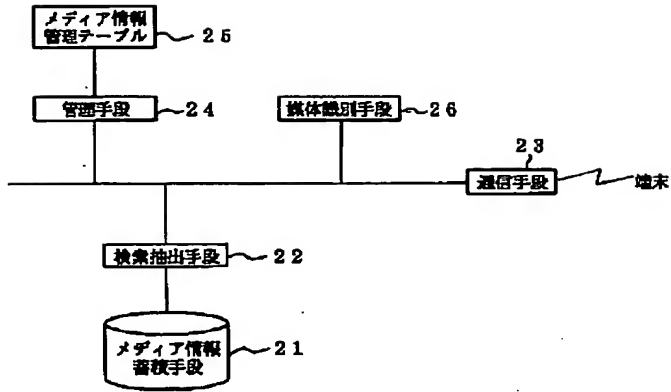 メディア情報
管理テーブル
25
管理手段
24
媒体識別手段
26
23
通信手段
端末
検索抽出手段
22
メディア情報
蓄積手段
21